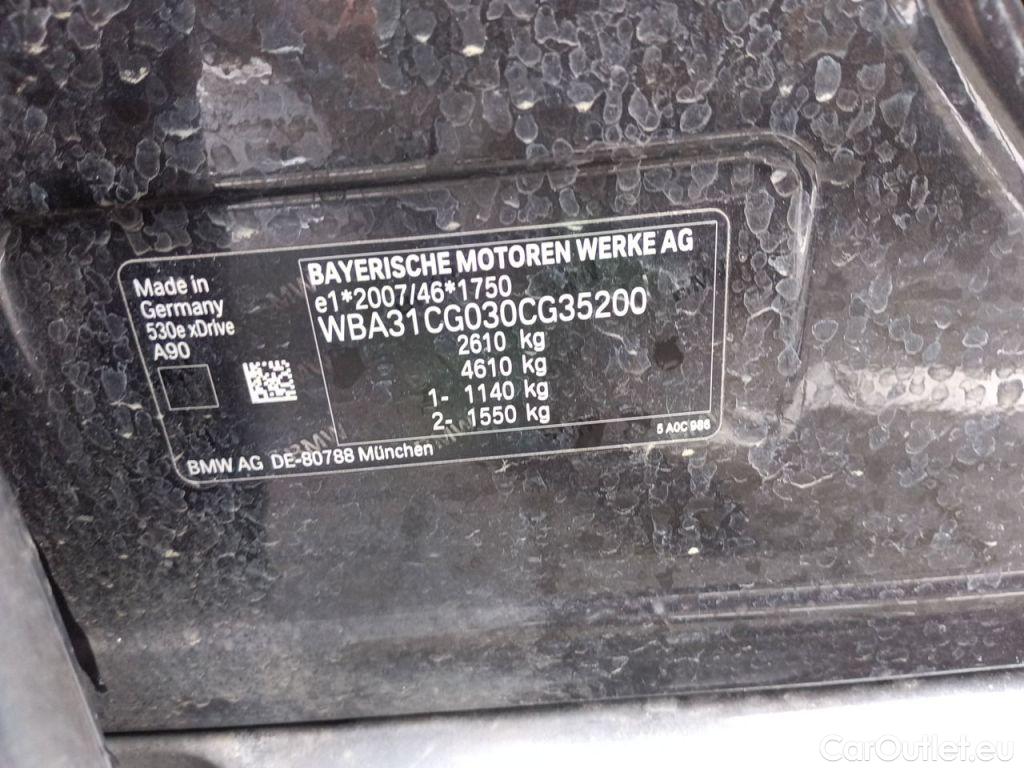 BAYERISCHE MOTOREN WERKE AG
e1*2007/46*1750
WBA31CG030CG35200
2610 kg
4610 kg
1- 1140 kg
2- 1550 kg
Made in
Germany
530e xDrive
A90
5 A0C 986
BMW AG DE-80788 München
CarOutlet.eu